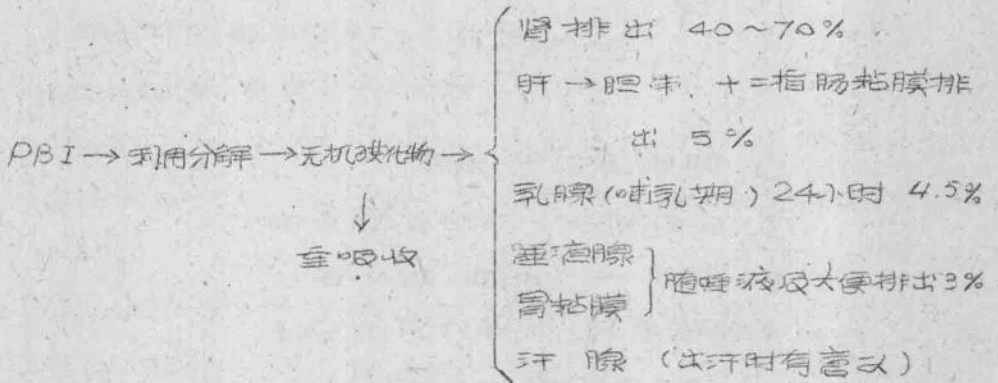 肾排出 40~70%
肝→胆汁,十二指肠粘膜排
出 5%
PBI→利用分解→无机碘化物→
乳腺(哺乳期)24小时 4.5%
↓
重吸收
唾液腺
胃粘膜
随唾液及大便排出3%
汗腺(出汗时有意义)